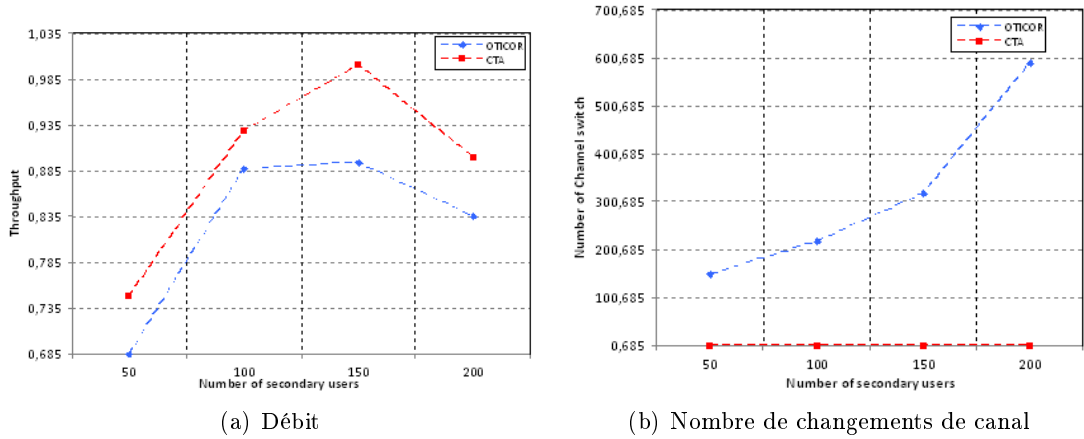 1,035
0,985
0,935
0,885
0,835
0,785
0,735
0,685
Throughput
OTICOR
CTA
50 100 150 200
Number of secondary users
(a) Débit
700,685
600,685
500,685
400,685
300,685
200,685
100,685
0,685
Number of Channel switch
OTICOR
CTA
50 100 150 200
Number of secondary users
(b) Nombre de changements de canal